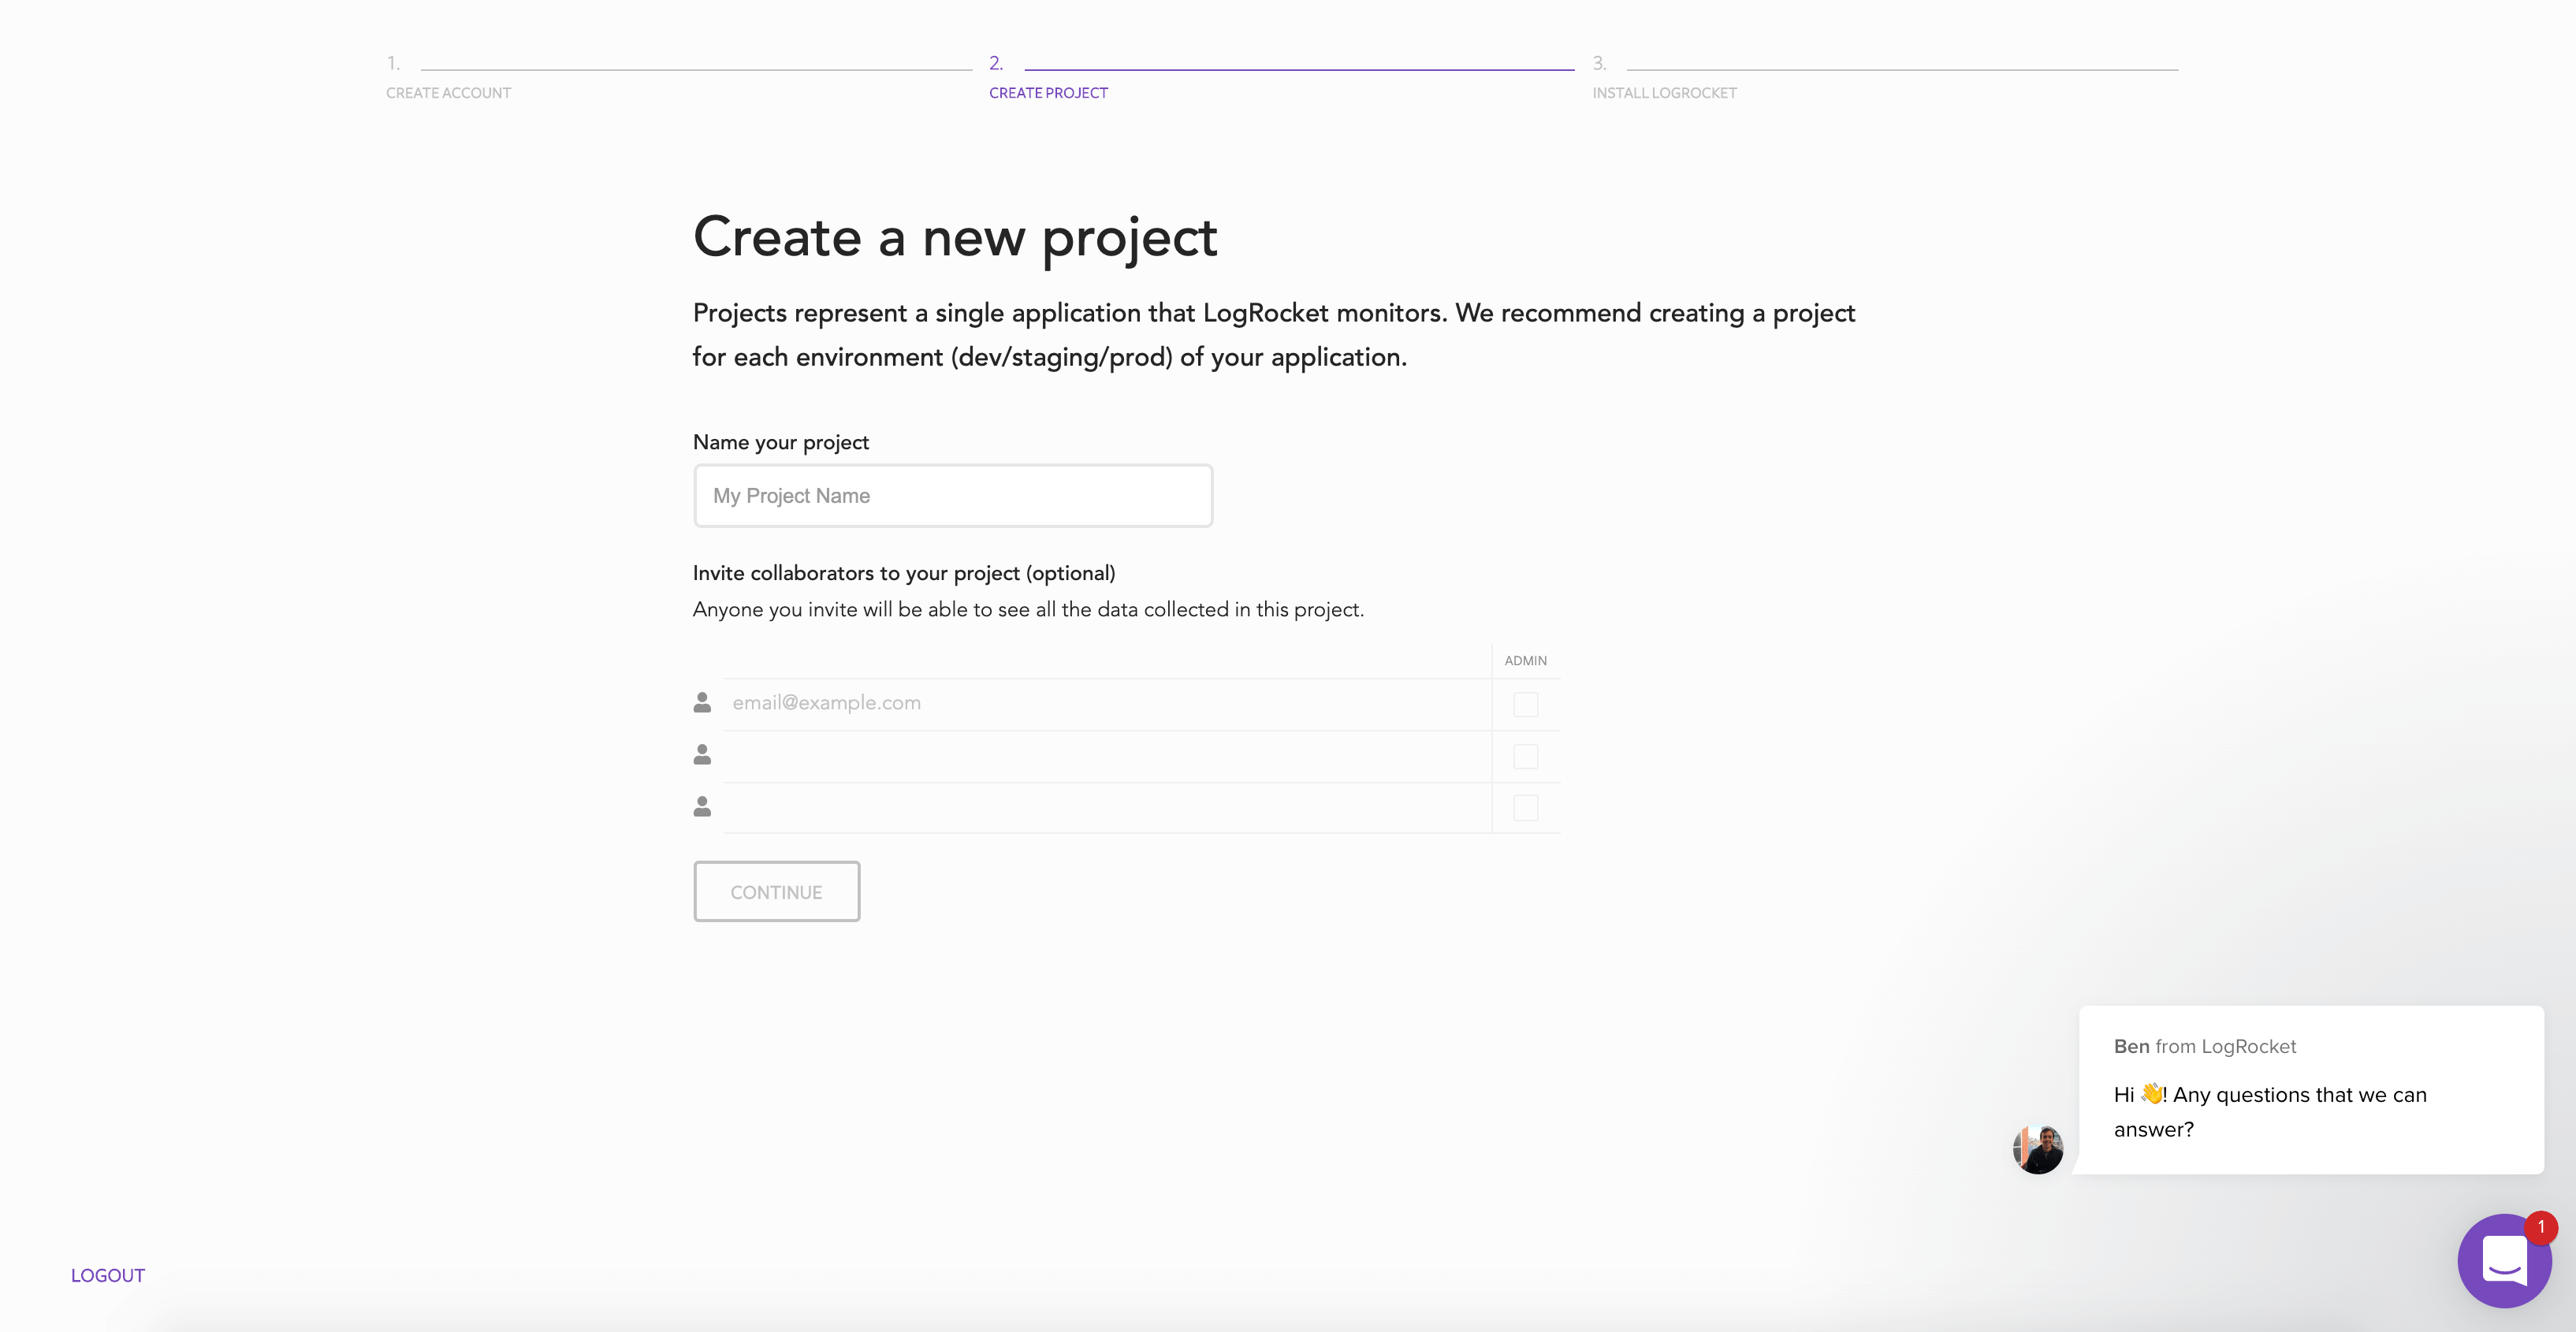 1.
CREATE ACCOUNT
2.
CREATE PROJECT
3.
INSTALL LOGROCKET
Create a new project
Projects represent a single application that LogRocket monitors. We recommend creating a project
for each environment (dev/staging/prod) of your application.
Name your project
My Project Name
Invite collaborators to your project (optional)
Anyone you invite will be able to see all the data collected in this project.
ADMIN
email@example.com
CONTINUE
Ben from LogRocket
Hi 👋! Any questions that we can
answer?
1
LOGOUT